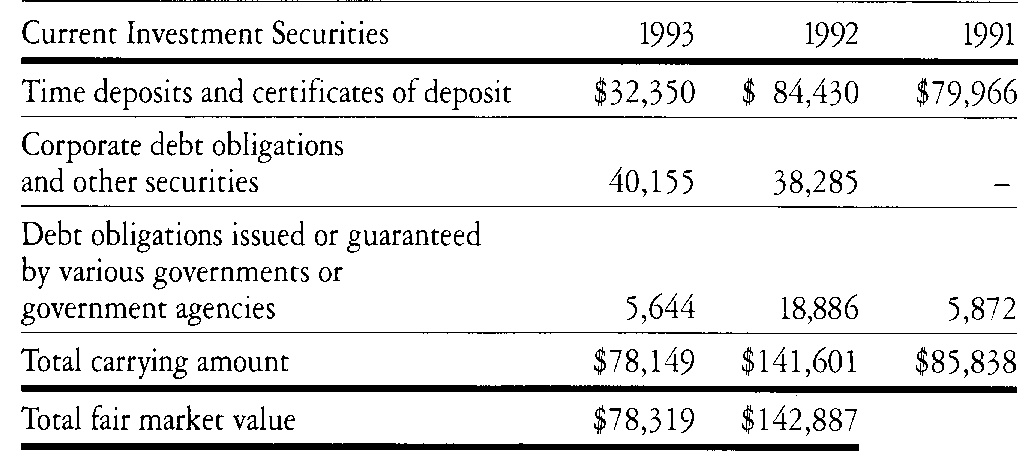 Current Investment Securities 1993 1992 1991
Time deposits and certificates of deposit $32,350 $ 84,430 $79,966
Corporate debt obligations
and other securities 40,155 38,285 –
Debt obligations issued or guaranteed
by various governments or
government agencies 5,644 18,886 5,872
Total carrying amount $78,149 $141,601 $85,838
Total fair market value $78,319 $142,887